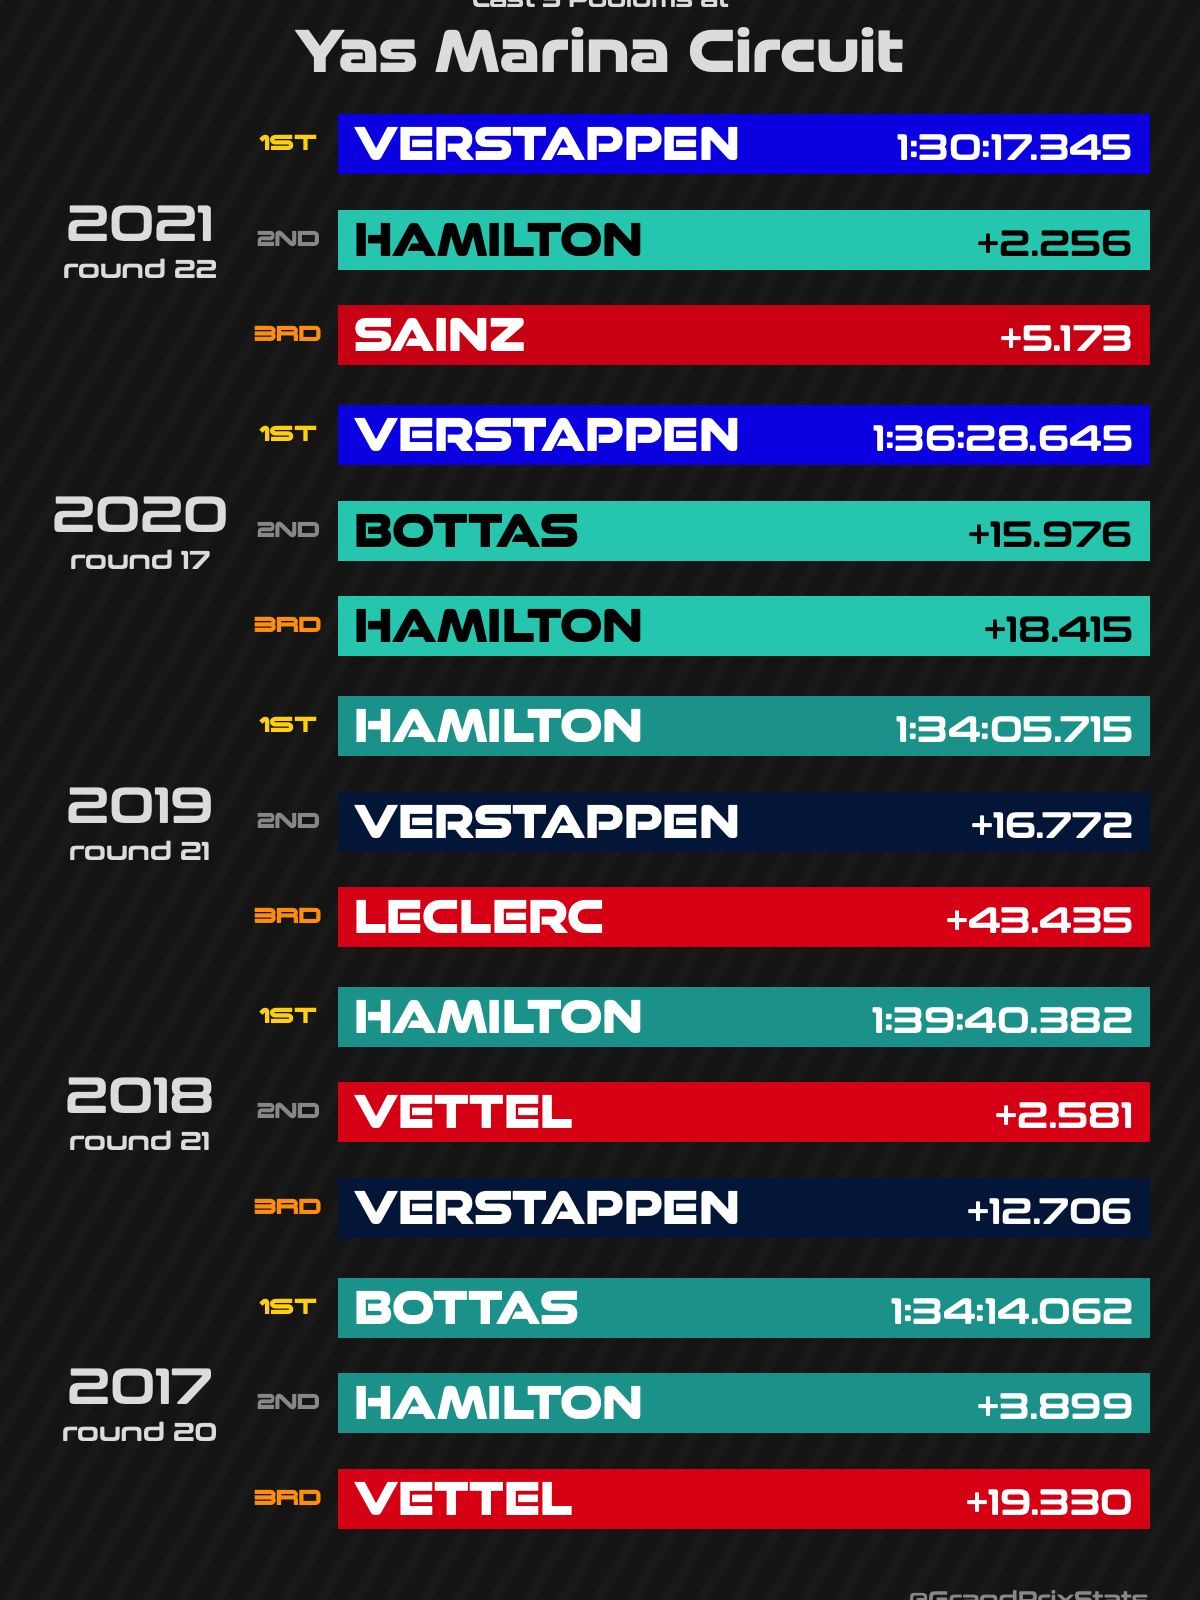 Last 5 Podiums at
Yas Marina Circuit
1ST VERSTAPPEN 1:30:17.345
2021
round 22
2ND HAMILTON +2.256
3RD SAINZ +5.173
1ST VERSTAPPEN 1:36:28.645
2020
round 17
2ND BOTTAS +15.976
3RD HAMILTON +18.415
1ST HAMILTON 1:34:05.715
2019
round 21
2ND VERSTAPPEN +16.772
3RD LECLERC +43.435
1ST HAMILTON 1:39:40.382
2018
round 21
2ND VETTEL +2.581
3RD VERSTAPPEN +12.706
1ST BOTTAS 1:34:14.062
2017
round 20
2ND HAMILTON +3.899
3RD VETTEL +19.330
@GrandPrixStats